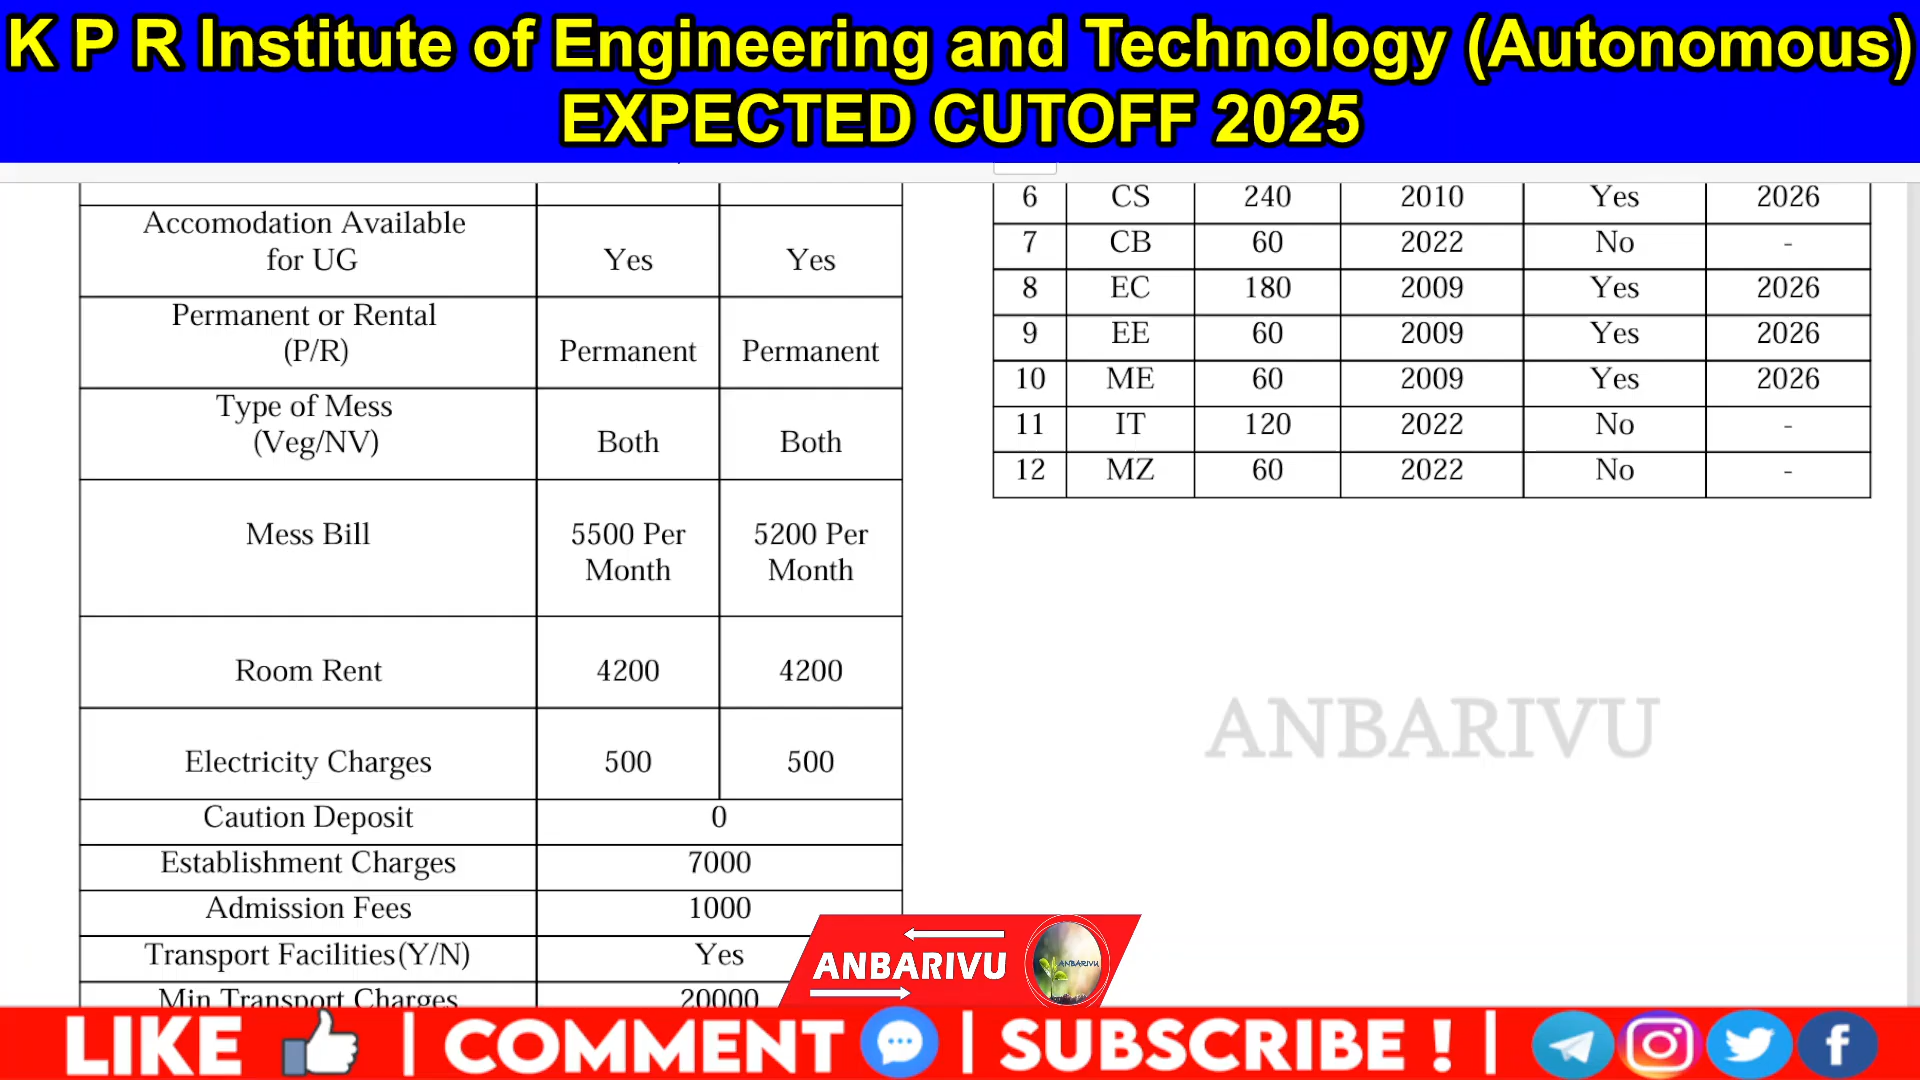 K P R Institute of Engineering and Technology (Autonomous)
EXPECTED CUTOFF 2025
Accomodation Available
for UG Yes Yes
Permanent or Rental
(P/R) Permanent Permanent
Type of Mess
(Veg/NV) Both Both
Mess Bill 5500 Per Month 5200 Per Month
Room Rent 4200 4200
Electricity Charges 500 500
Caution Deposit 0
Establishment Charges 7000
Admission Fees 1000
Transport Facilities(Y/N) Yes
Min Transport Charges 20000
6 CS 240 2010 Yes 2026
7 CB 60 2022 No -
8 EC 180 2009 Yes 2026
9 EE 60 2009 Yes 2026
10 ME 60 2009 Yes 2026
11 IT 120 2022 No -
12 MZ 60 2022 No -
ANBARIVU
ANBARIVU
ANBARIVU
LIKE | COMMENT | SUBSCRIBE ! |